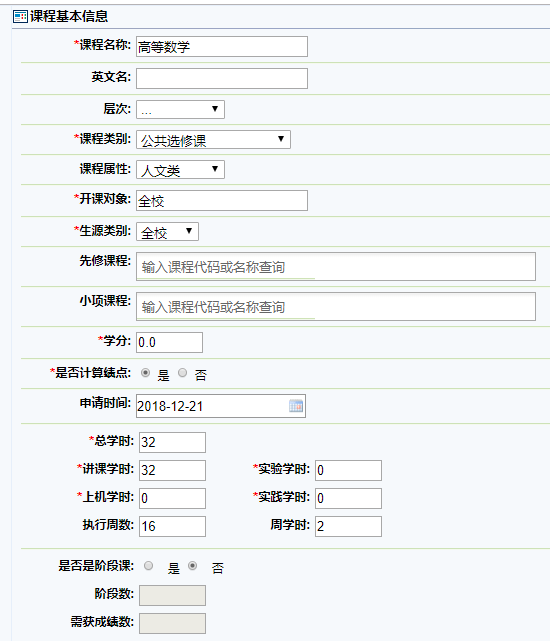 课程基本信息
*课程名称: 高等数学
英文名:
层次: ...
*课程类别: 公共选修课
课程属性: 人文类
*开课对象: 全校
*生源类别: 全校
先修课程: 输入课程代码或名称查询
小项课程: 输入课程代码或名称查询
*学分: 0.0
*是否计算绩点: 是 否
申请时间: 2018-12-21
*总学时: 32
*讲课学时: 32 *实验学时: 0
*上机学时: 0 *实践学时: 0
执行周数: 16 周学时: 2
是否是阶段课: 是 否
阶段数:
需获成绩数: